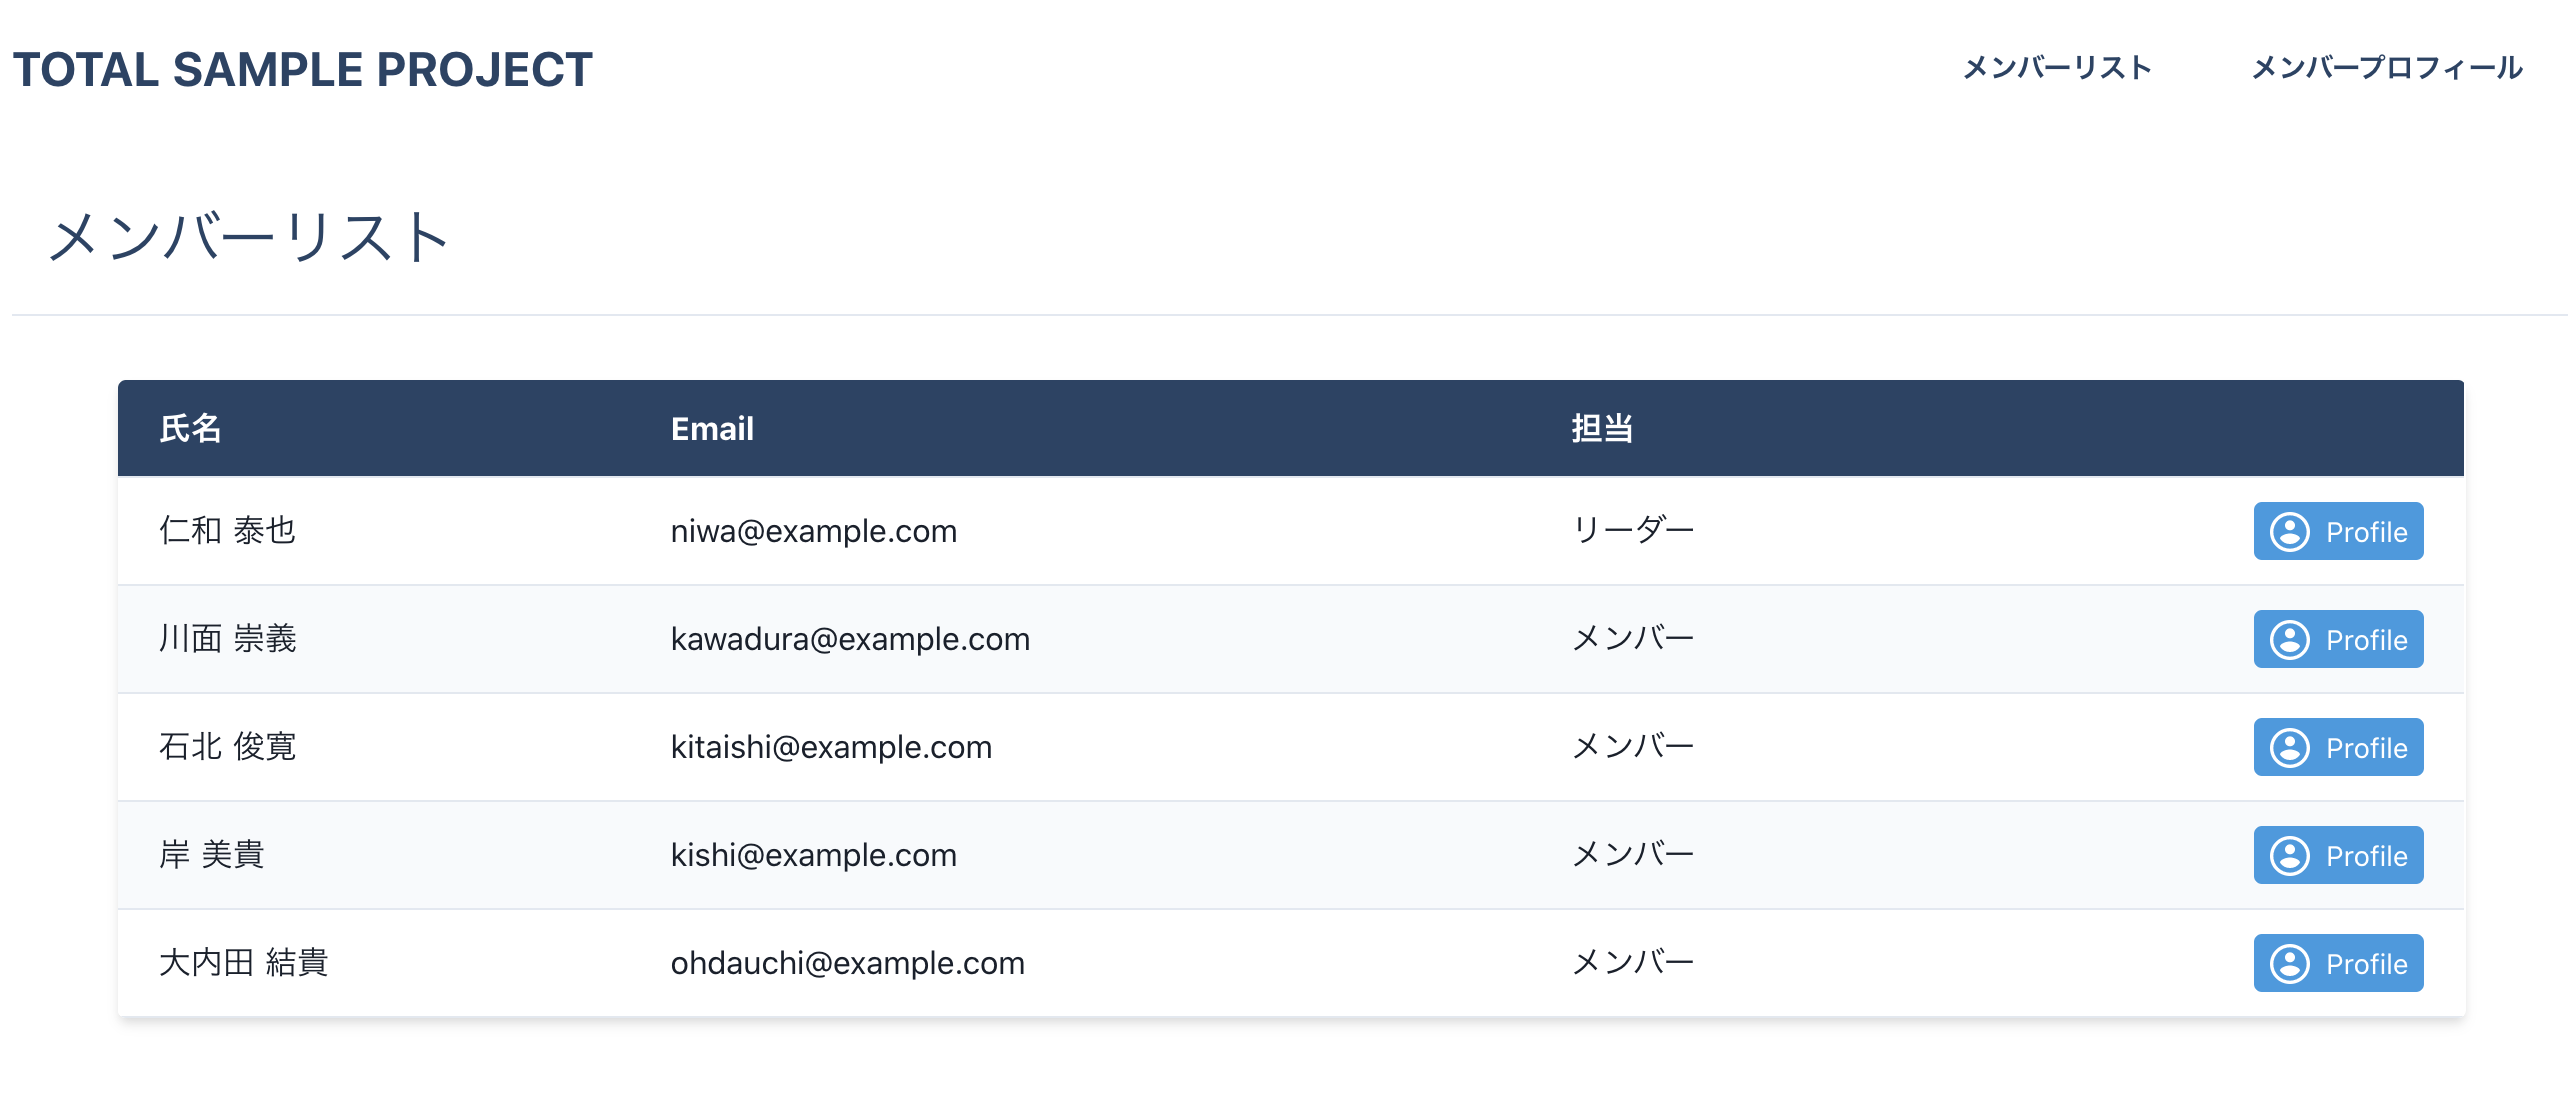 TOTAL SAMPLE PROJECT メンバーリスト メンバープロフィール
メンバーリスト
氏名 Email 担当
仁和 泰也 niwa@example.com リーダー Profile
川面 崇義 kawadura@example.com メンバー Profile
石北 俊寛 kitaishi@example.com メンバー Profile
岸 美貴 kishi@example.com メンバー Profile
大内田 結貴 ohdauchi@example.com メンバー Profile